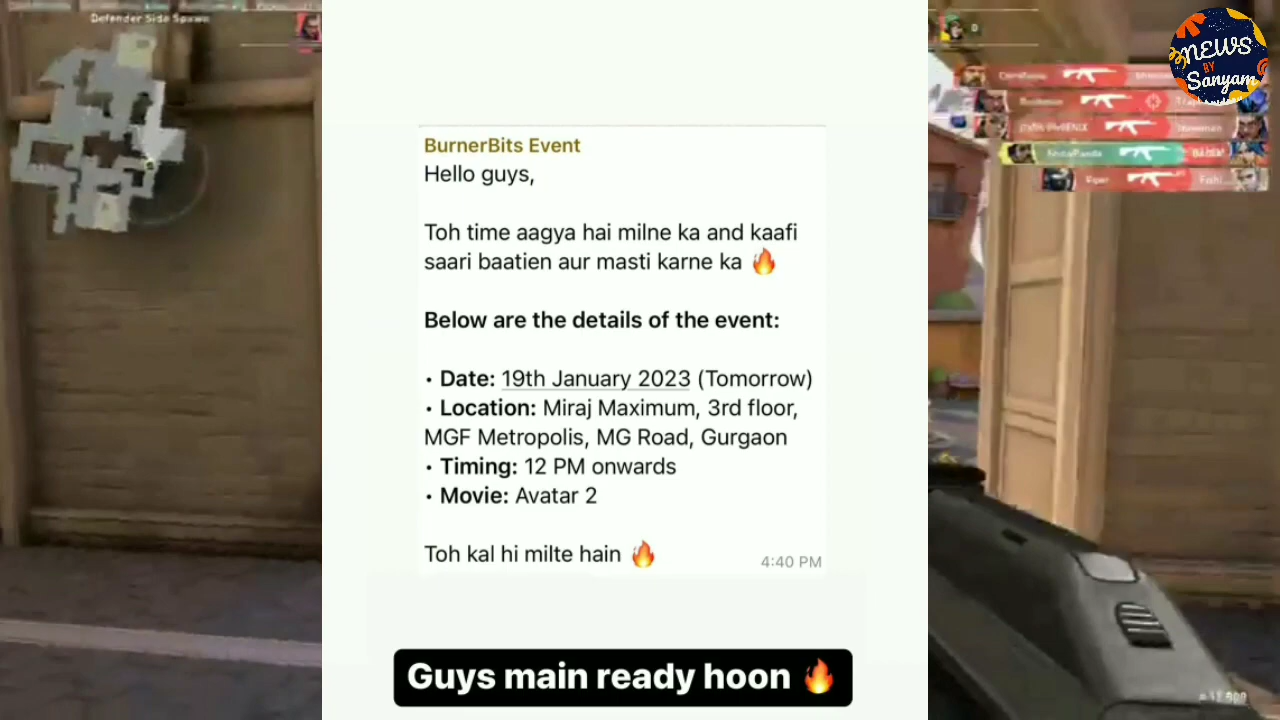 Defender Side Spawn
NEWS
BY
Sanyam
BurnerBits Event
Hello guys,
Toh time aagya hai milne ka and kaafi
saari baatien aur masti karne ka 🔥
Below are the details of the event:
• Date: 19th January 2023 (Tomorrow)
• Location: Miraj Maximum, 3rd floor,
MGF Metropolis, MG Road, Gurgaon
• Timing: 12 PM onwards
• Movie: Avatar 2
Toh kal hi milte hain 🔥
4:40 PM
Guys main ready hoon 🔥